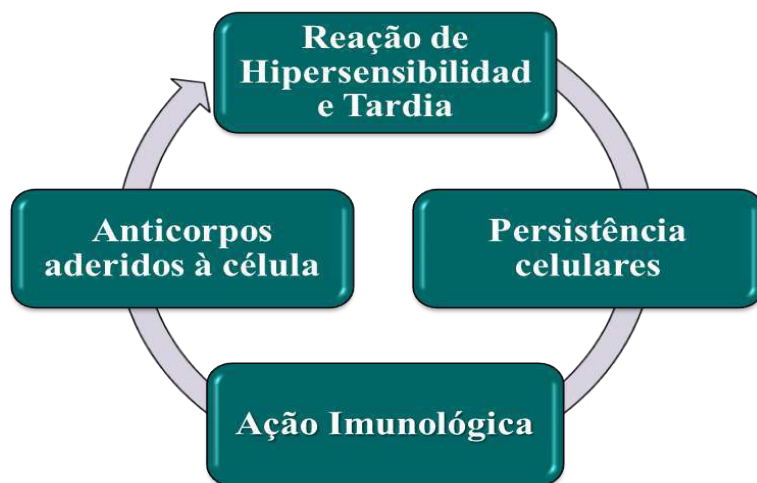 Reação de
Hipersensibilidad
e Tardia
Anticorpos
aderidos à célula
Persistência
celulares
Ação Imunológica